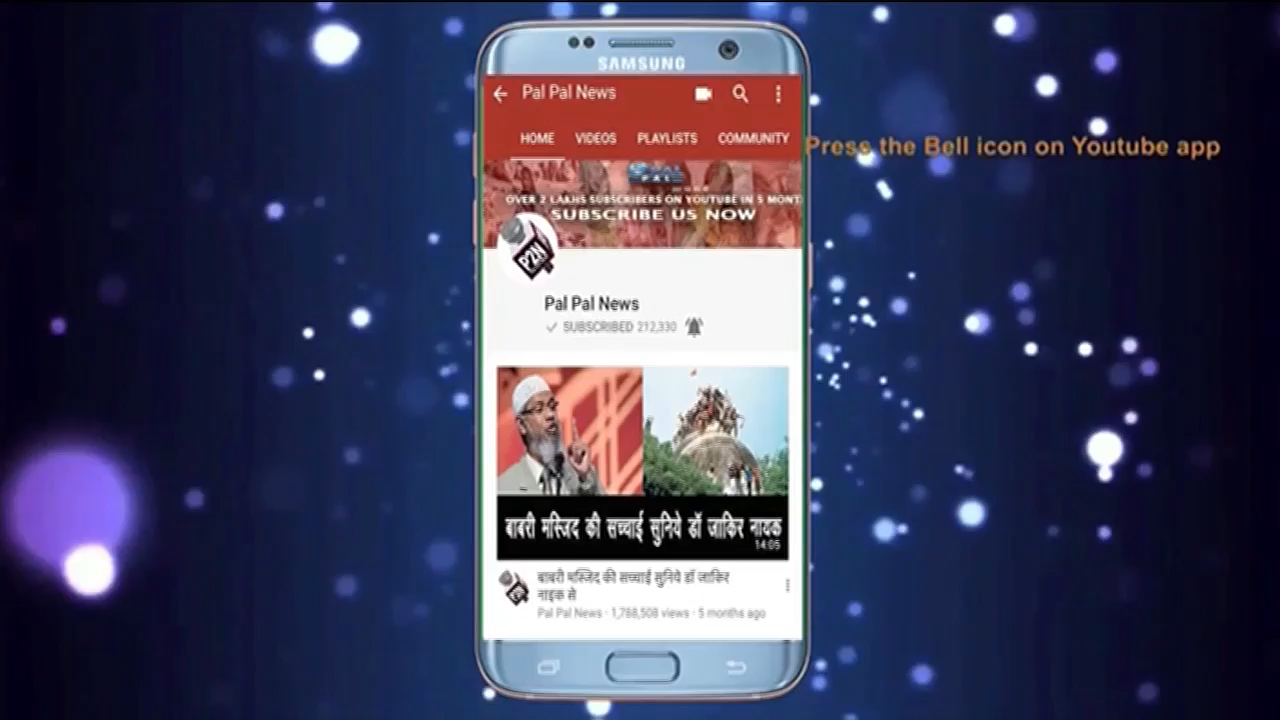 SAMSUNG
Pal Pal News
HOME VIDEOS PLAYLISTS COMMUNITY
Press the Bell icon on Youtube app
PAL
OVER 2 LAKHS SUBSCRIBERS ON YOUTUBE IN 5 MONT
SUBSCRIBE US NOW
P2N
Pal Pal News
SUBSCRIBED 212,330
बाबरी मस्जिद की सच्चाई सुनिये डॉ जाकिर नायक
14:05
बाबरी मस्जिद की सच्चाई सुनिये डॉ जाकिर
नाइक से
Pal Pal News · 1,788,508 views · 5 months ago